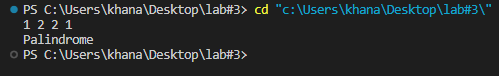 PS C:\Users\khana\Desktop\lab#3> cd "c:\Users\khana\Desktop\lab#3\"
1 2 2 1
Palindrome
PS C:\Users\khana\Desktop\lab#3>